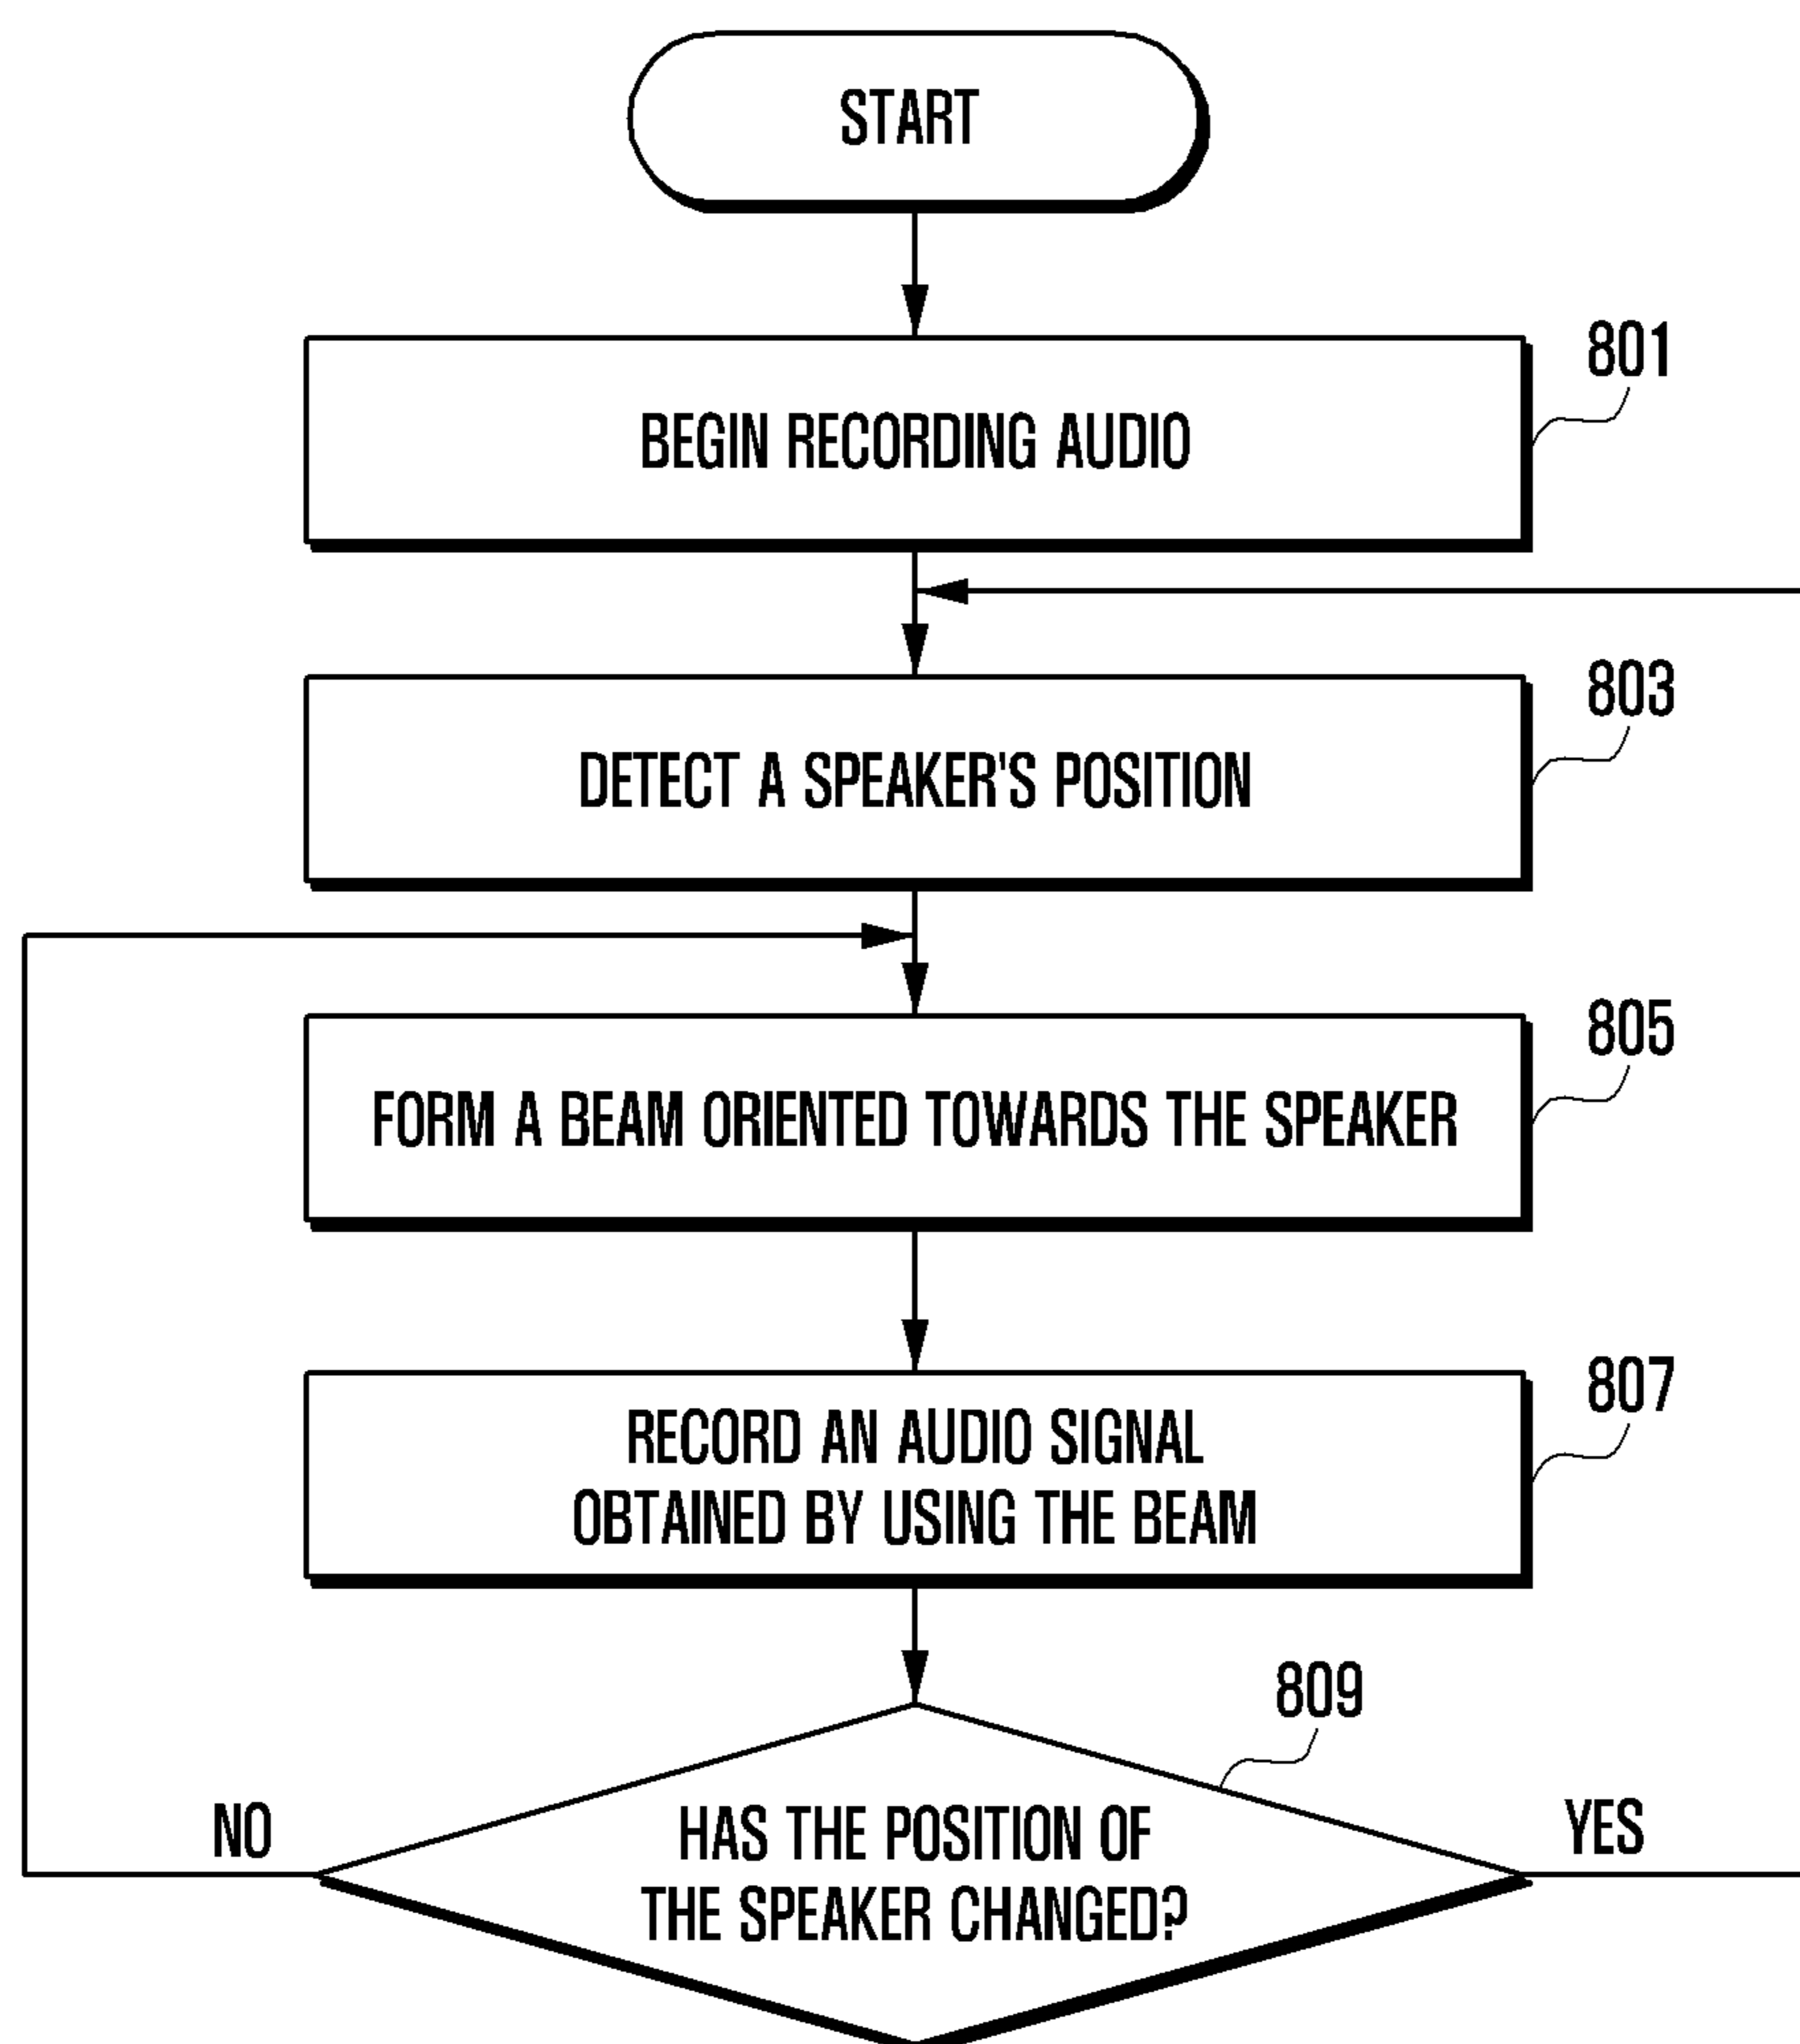 START
801
BEGIN RECORDING AUDIO
803
DETECT A SPEAKER'S POSITION
805
FORM A BEAM ORIENTED TOWARDS THE SPEAKER
807
RECORD AN AUDIO SIGNAL
OBTAINED BY USING THE BEAM
809
NO
YES
HAS THE POSITION OF
THE SPEAKER CHANGED?